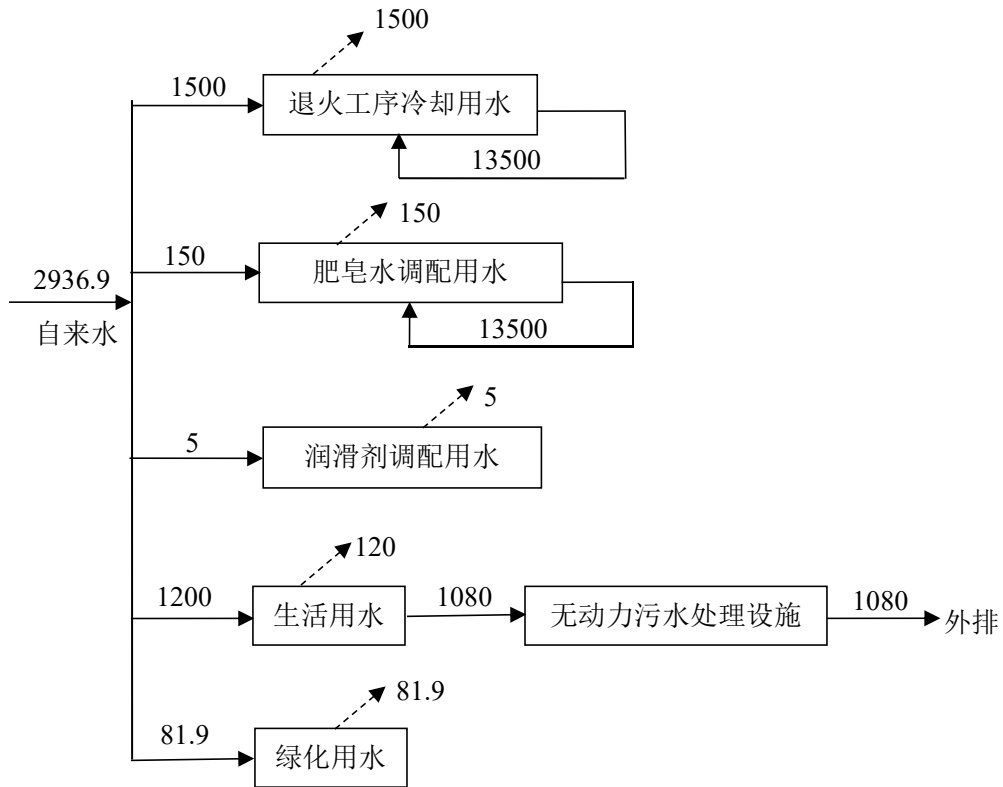 1500
1500
退火工序冷却用水
13500
150
150
肥皂水调配用水
13500
2936.9
自来水
5
5
润滑剂调配用水
120
1200
生活用水
1080
无动力污水处理设施
1080
外排
81.9
81.9
绿化用水